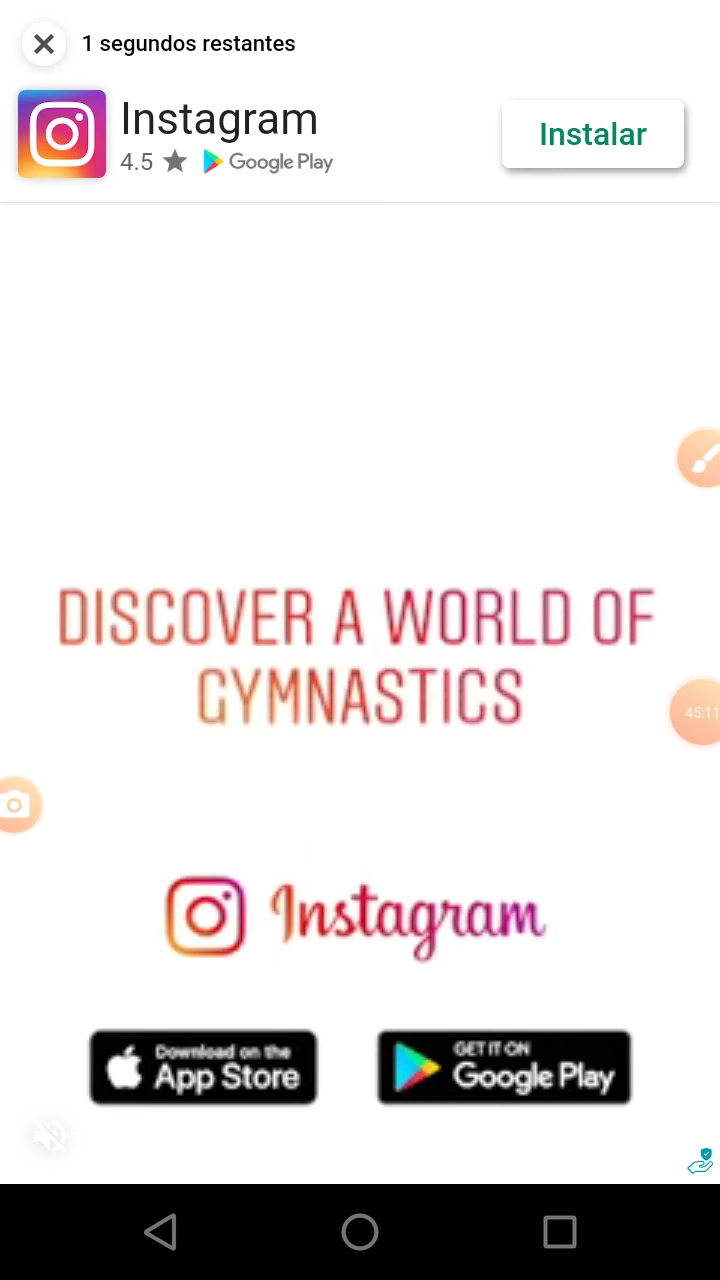 1 segundos restantes
Instagram
Instalar
4.5 ★ Google Play
DISCOVER A WORLD OF
GYMNASTICS
45:11
Instagram
Download on the
App Store
GET IT ON
Google Play